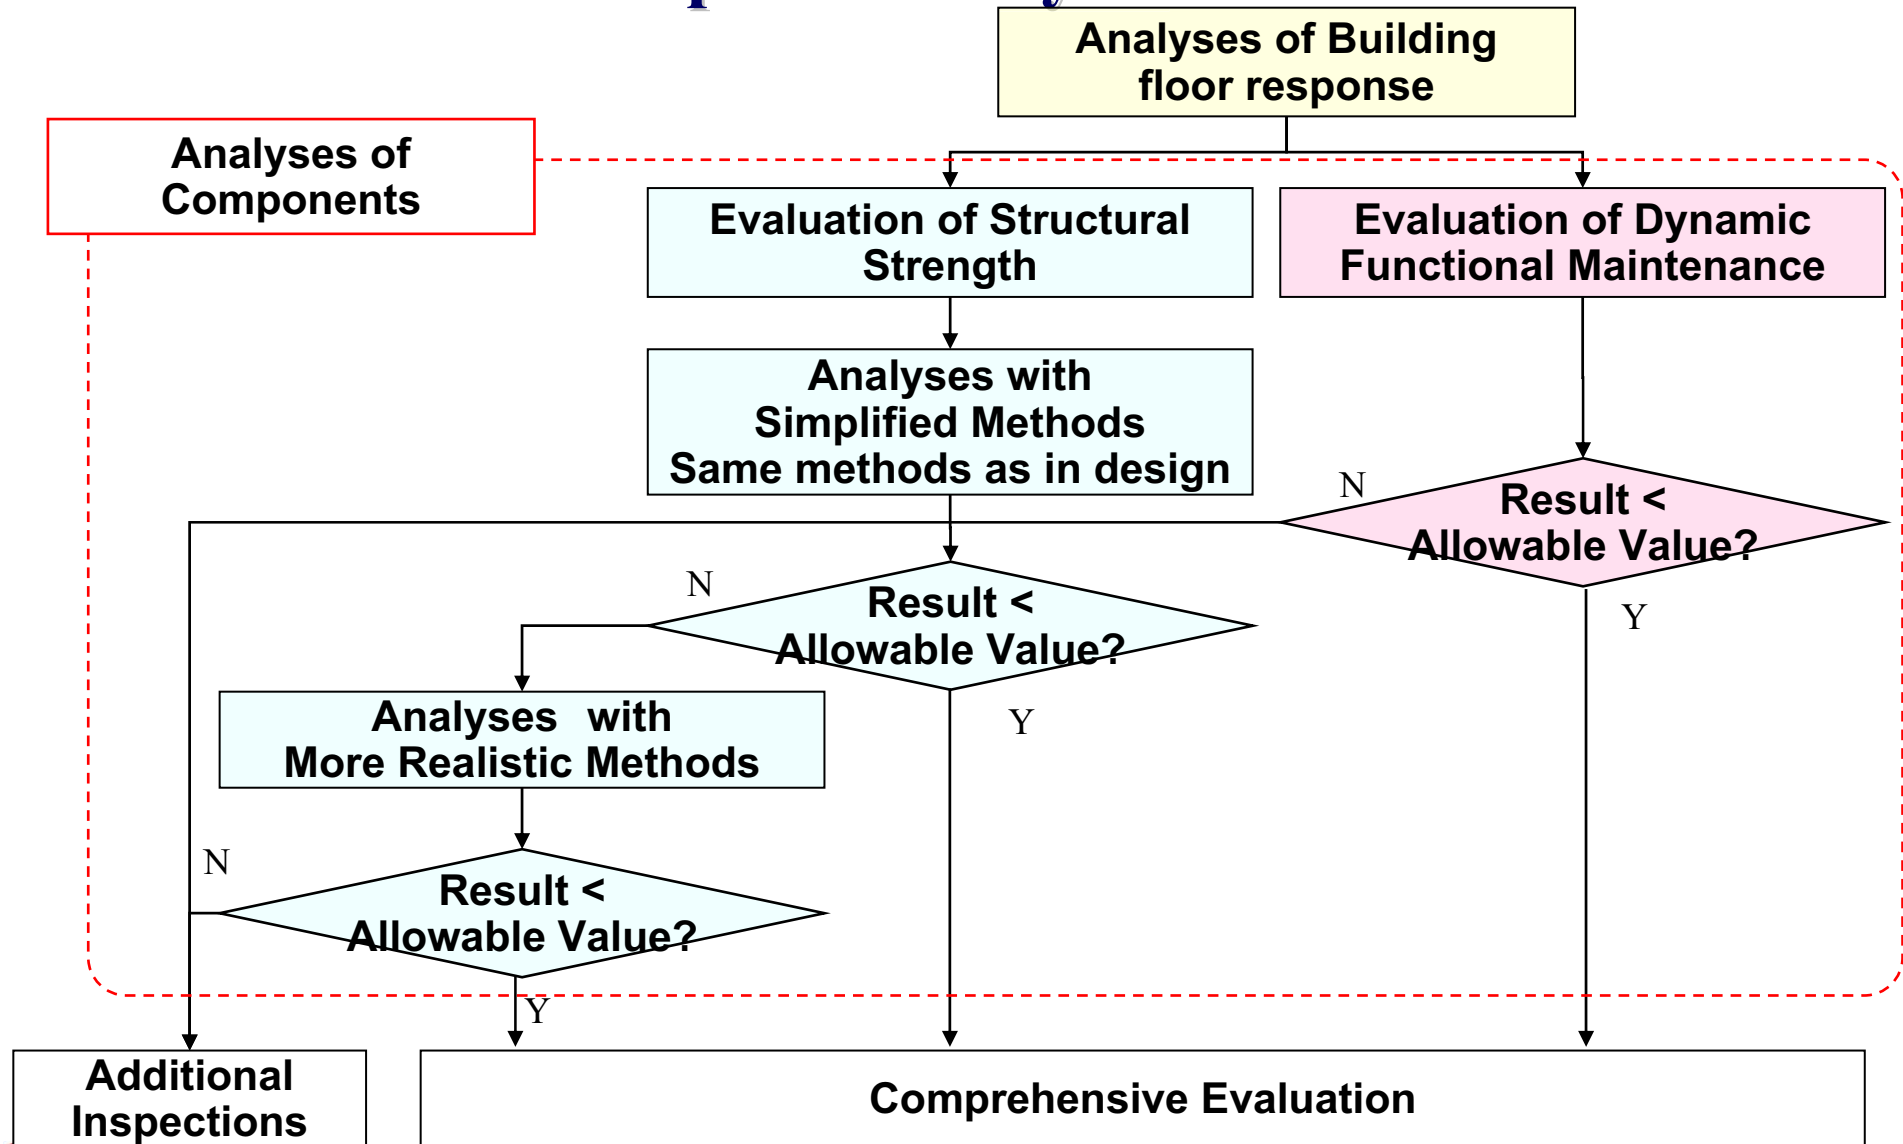 Analyses of Building
floor response
Analyses of
Components
Evaluation of Structural
Strength
Evaluation of Dynamic
Functional Maintenance
Analyses with
Simplified Methods
Same methods as in design
N
Result <
Allowable Value?
Y
N
Result <
Allowable Value?
Y
Analyses with
More Realistic Methods
N
Result <
Allowable Value?
Y
Additional
Inspections
Comprehensive Evaluation